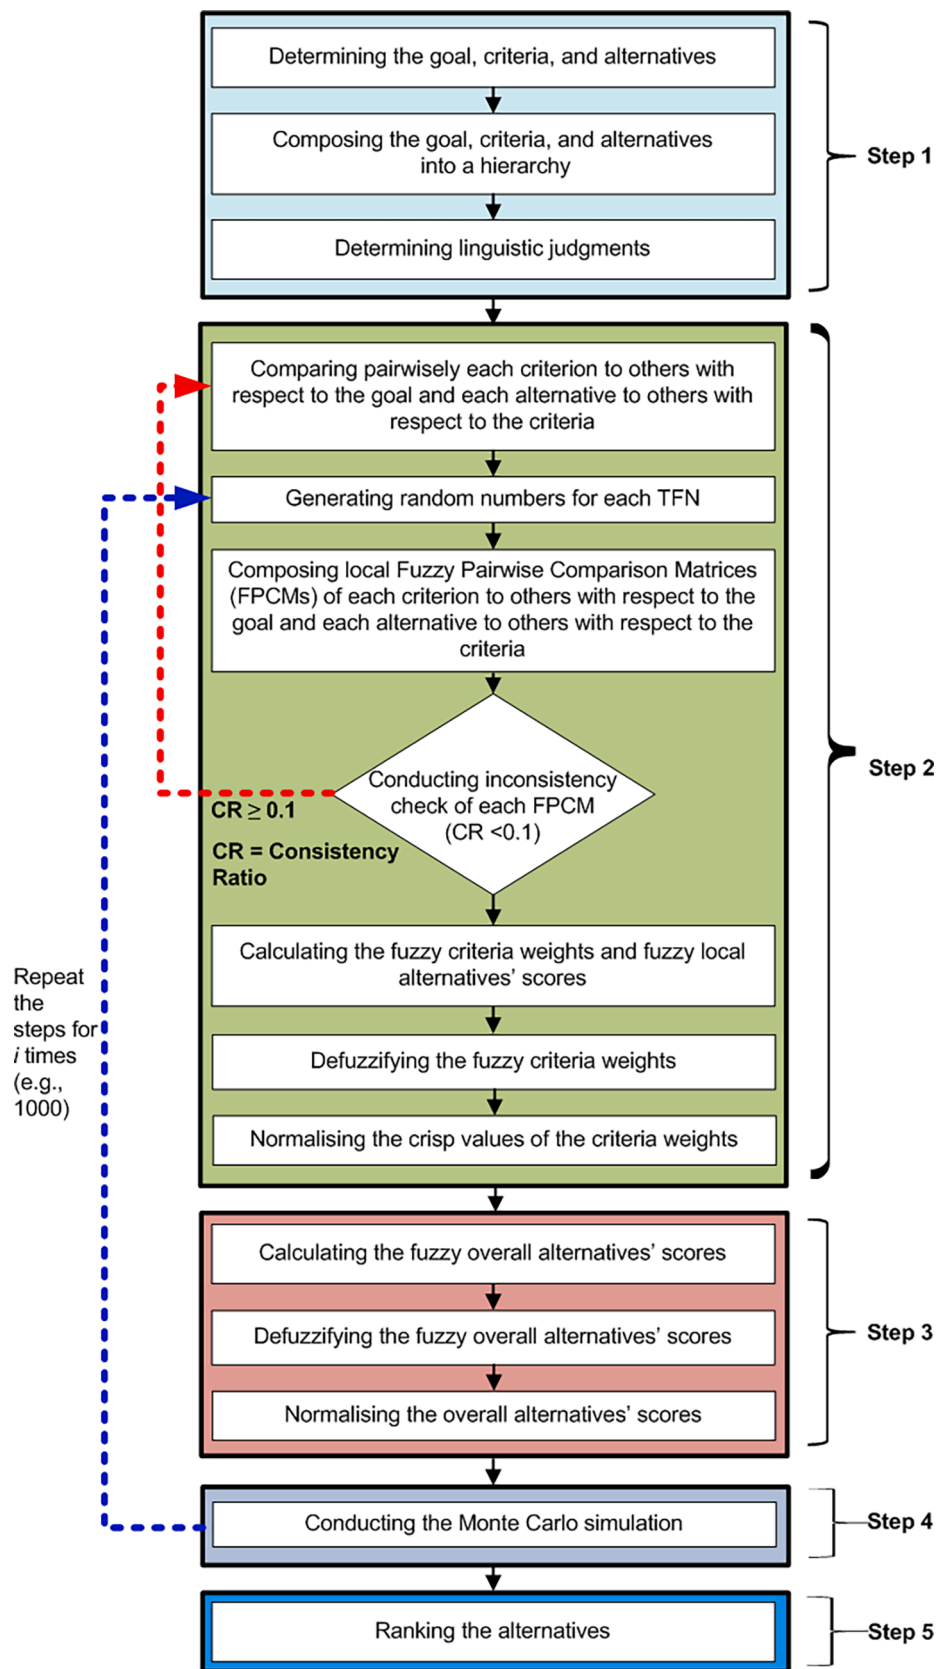 Determining the goal, criteria, and alternatives
Composing the goal, criteria, and alternatives
into a hierarchy
Determining linguistic judgments
Step 1
Comparing pairwisely each criterion to others with
respect to the goal and each alternative to others with
respect to the criteria
Generating random numbers for each TFN
Composing local Fuzzy Pairwise Comparison Matrices
(FPCMs) of each criterion to others with respect to the
goal and each alternative to others with respect to the
criteria
Conducting inconsistency
check of each FPCM
(CR <0.1)
CR ≥ 0.1
CR = Consistency
Ratio
Step 2
Calculating the fuzzy criteria weights and fuzzy local
alternatives’ scores
Defuzzifying the fuzzy criteria weights
Normalising the crisp values of the criteria weights
Repeat
the
steps for
i times
(e.g.,
1000)
Calculating the fuzzy overall alternatives’ scores
Defuzzifying the fuzzy overall alternatives’ scores
Normalising the overall alternatives’ scores
Step 3
Conducting the Monte Carlo simulation
Step 4
Ranking the alternatives
Step 5